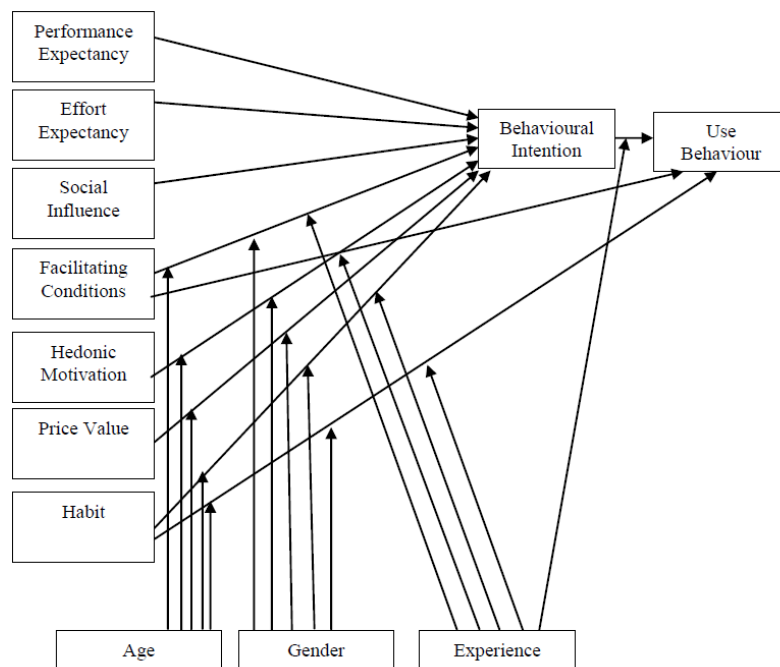 Performance
Expectancy
Effort
Expectancy
Social
Influence
Facilitating
Conditions
Hedonic
Motivation
Price Value
Habit
Behavioural
Intention
Use
Behaviour
Age
Gender
Experience